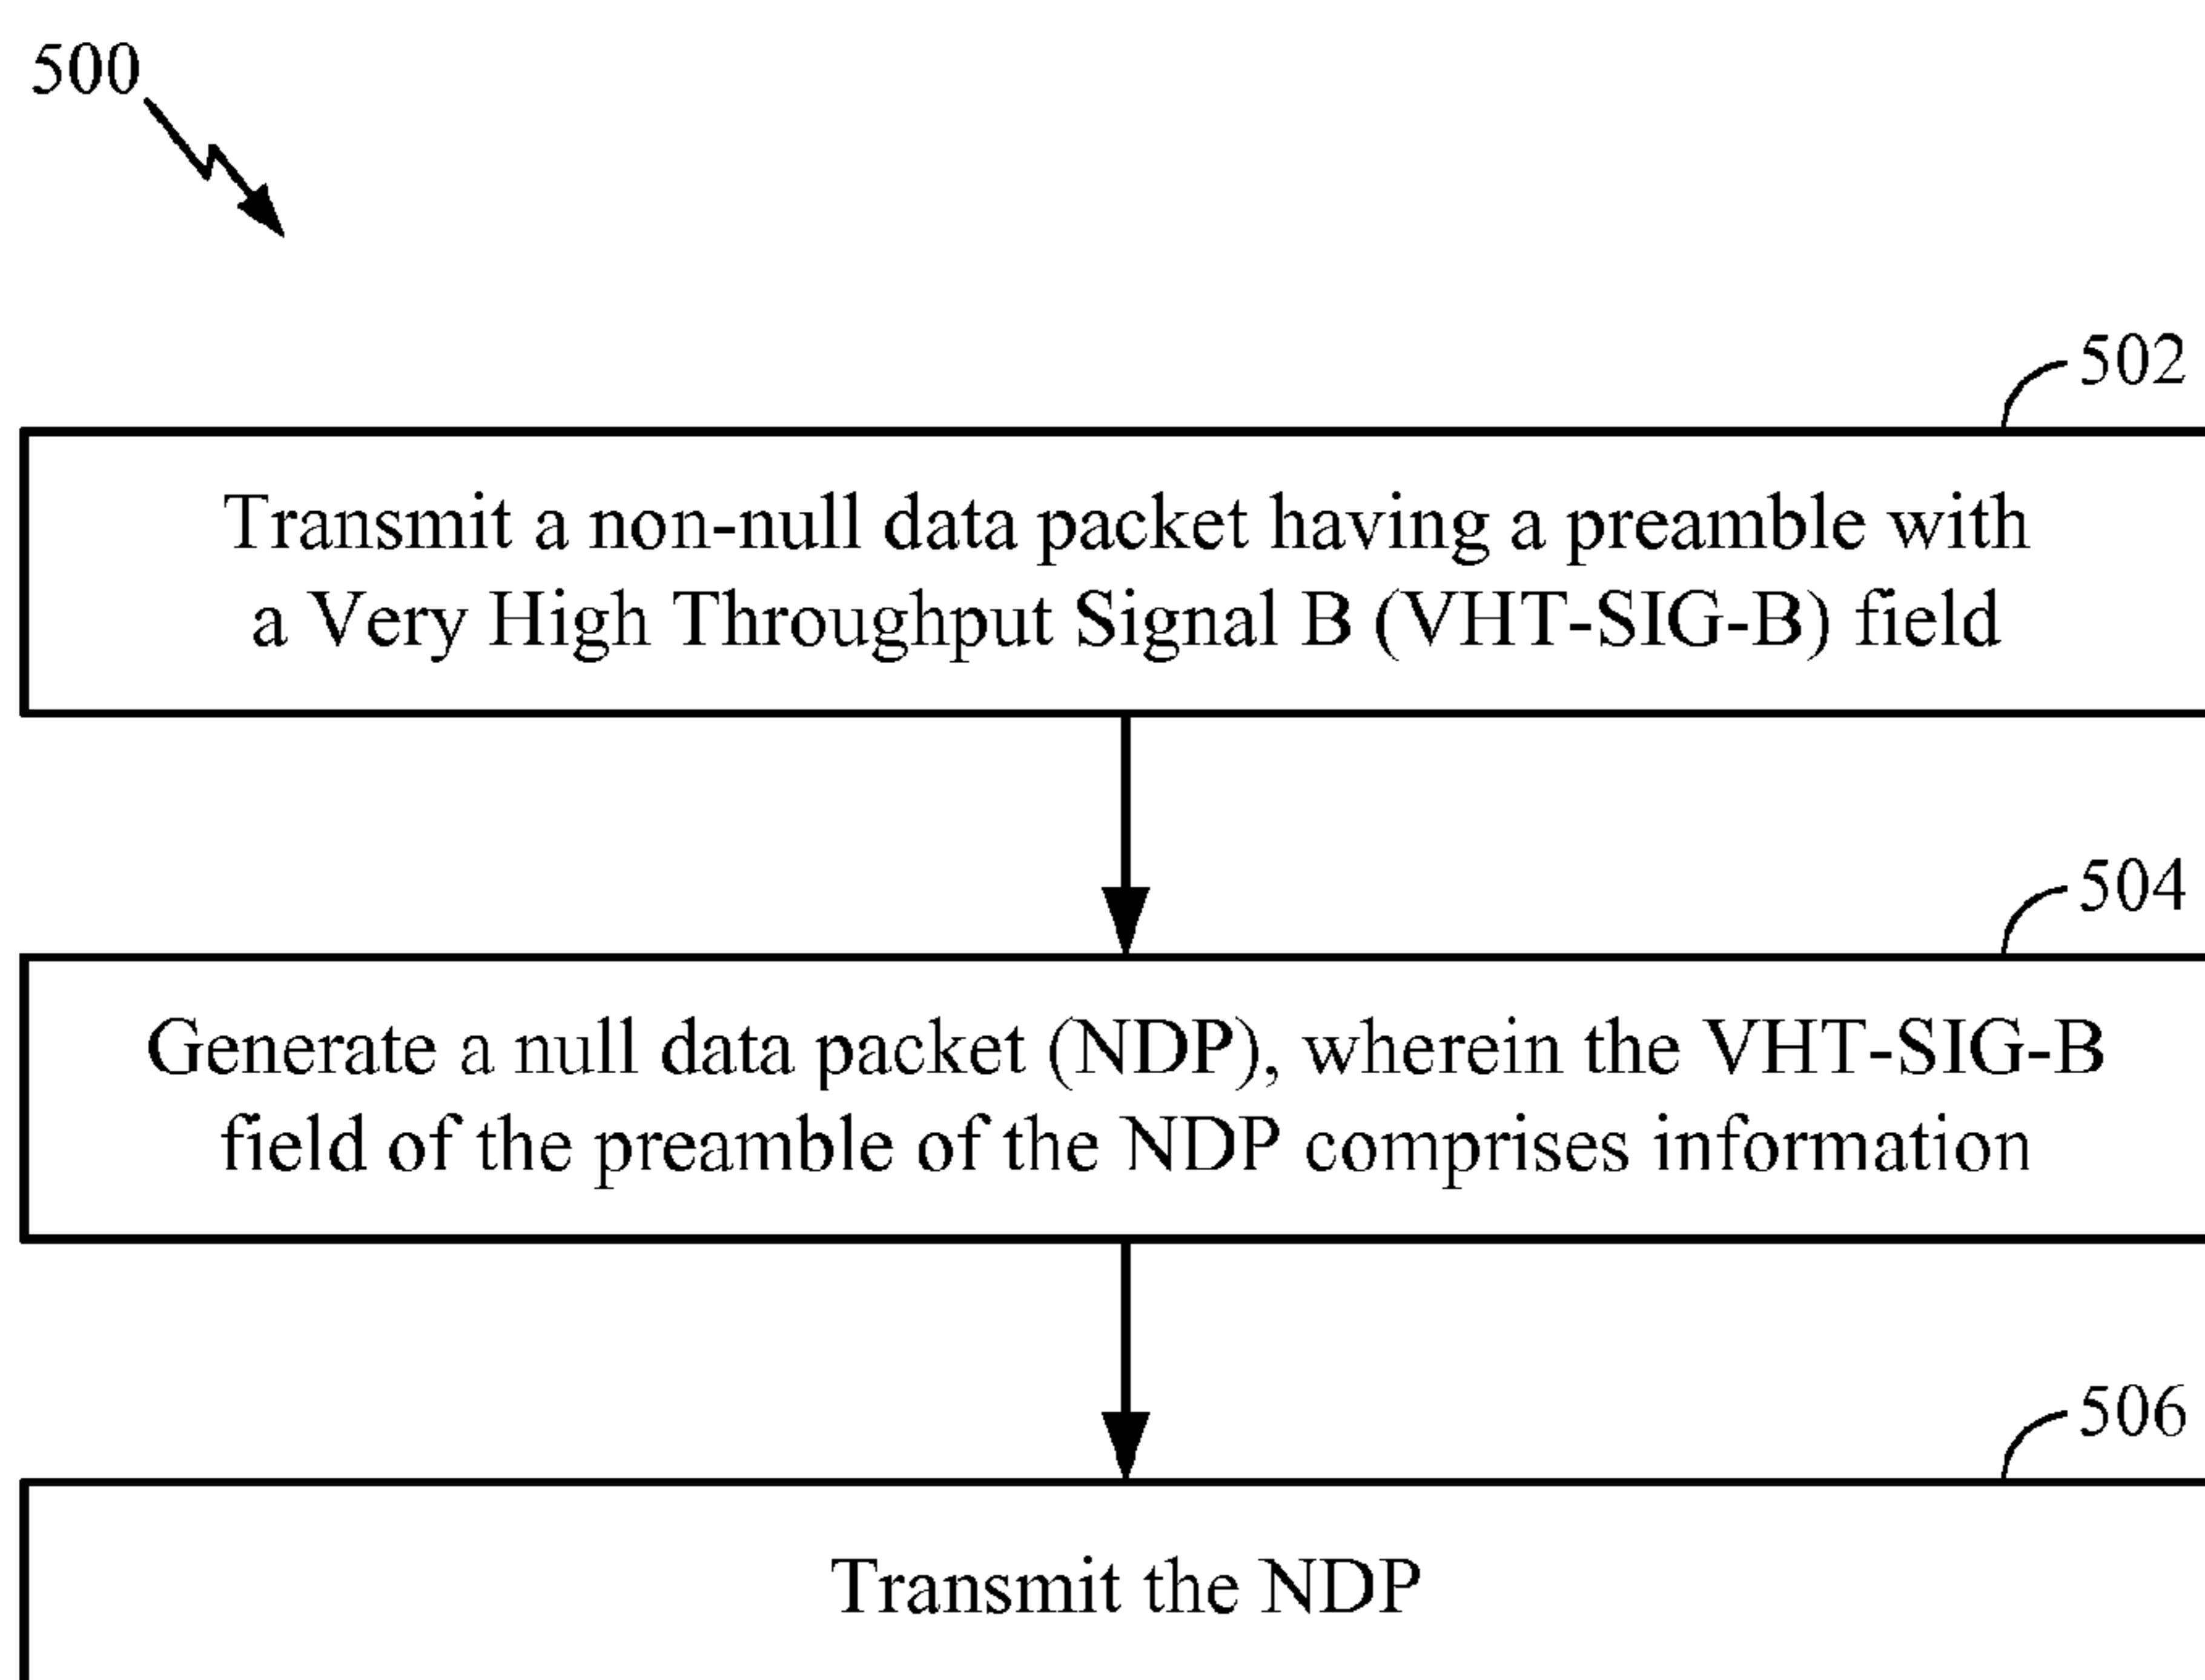 500
502
Transmit a non-null data packet having a preamble with
a Very High Throughput Signal B (VHT-SIG-B) field
504
Generate a null data packet (NDP), wherein the VHT-SIG-B
field of the preamble of the NDP comprises information
506
Transmit the NDP